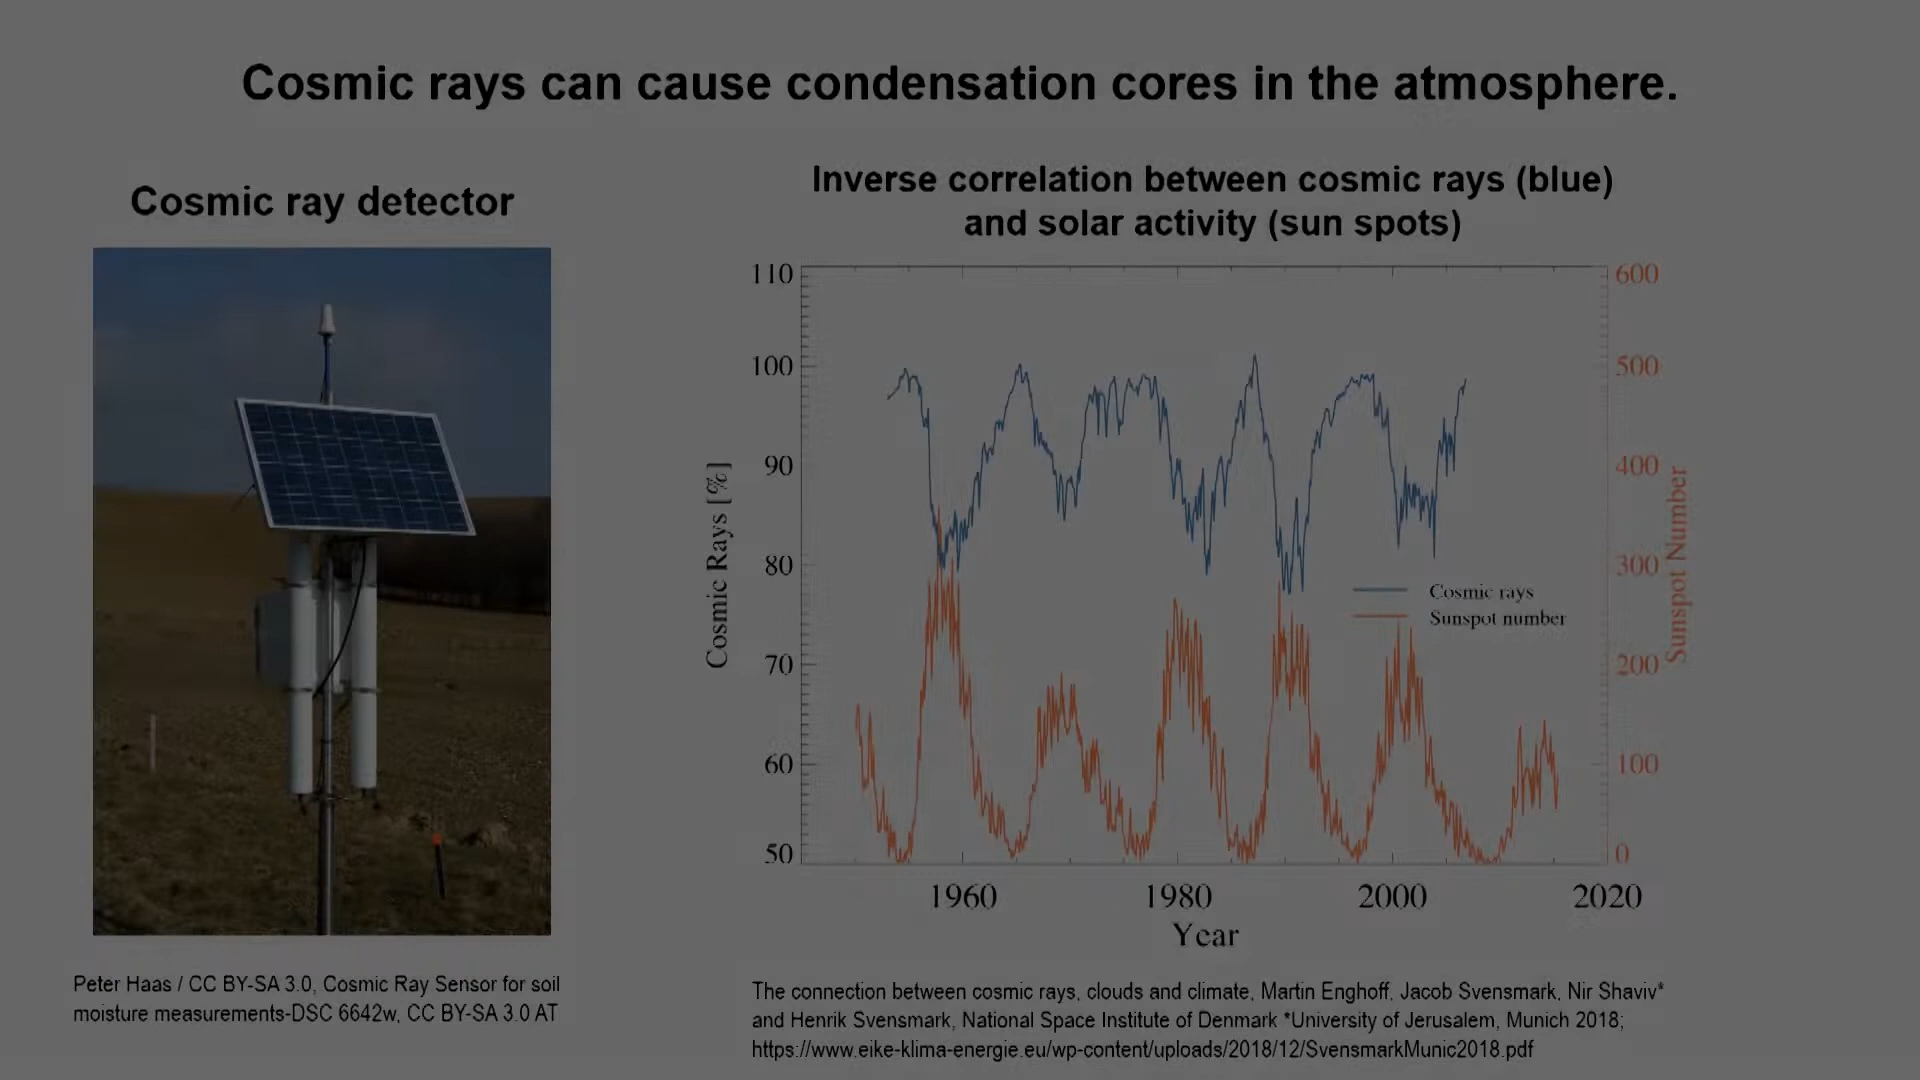 Cosmic rays can cause condensation cores in the atmosphere.
Cosmic ray detector
Peter Haas / CC BY-SA 3.0, Cosmic Ray Sensor for soil
moisture measurements-DSC 6642w, CC BY-SA 3.0 AT
Inverse correlation between cosmic rays (blue)
and solar activity (sun spots)
110
100
90
80
70
60
50
Cosmic Rays [%]
600
500
400
300
200
100
0
Sunspot Number
Cosmic rays
Sunspot number
1960 1980 2000 2020
Year
The connection between cosmic rays, clouds and climate, Martin Enghoff, Jacob Svensmark, Nir Shaviv*
and Henrik Svensmark, National Space Institute of Denmark *University of Jerusalem, Munich 2018;
https://www.eike-klima-energie.eu/wp-content/uploads/2018/12/SvensmarkMunic2018.pdf